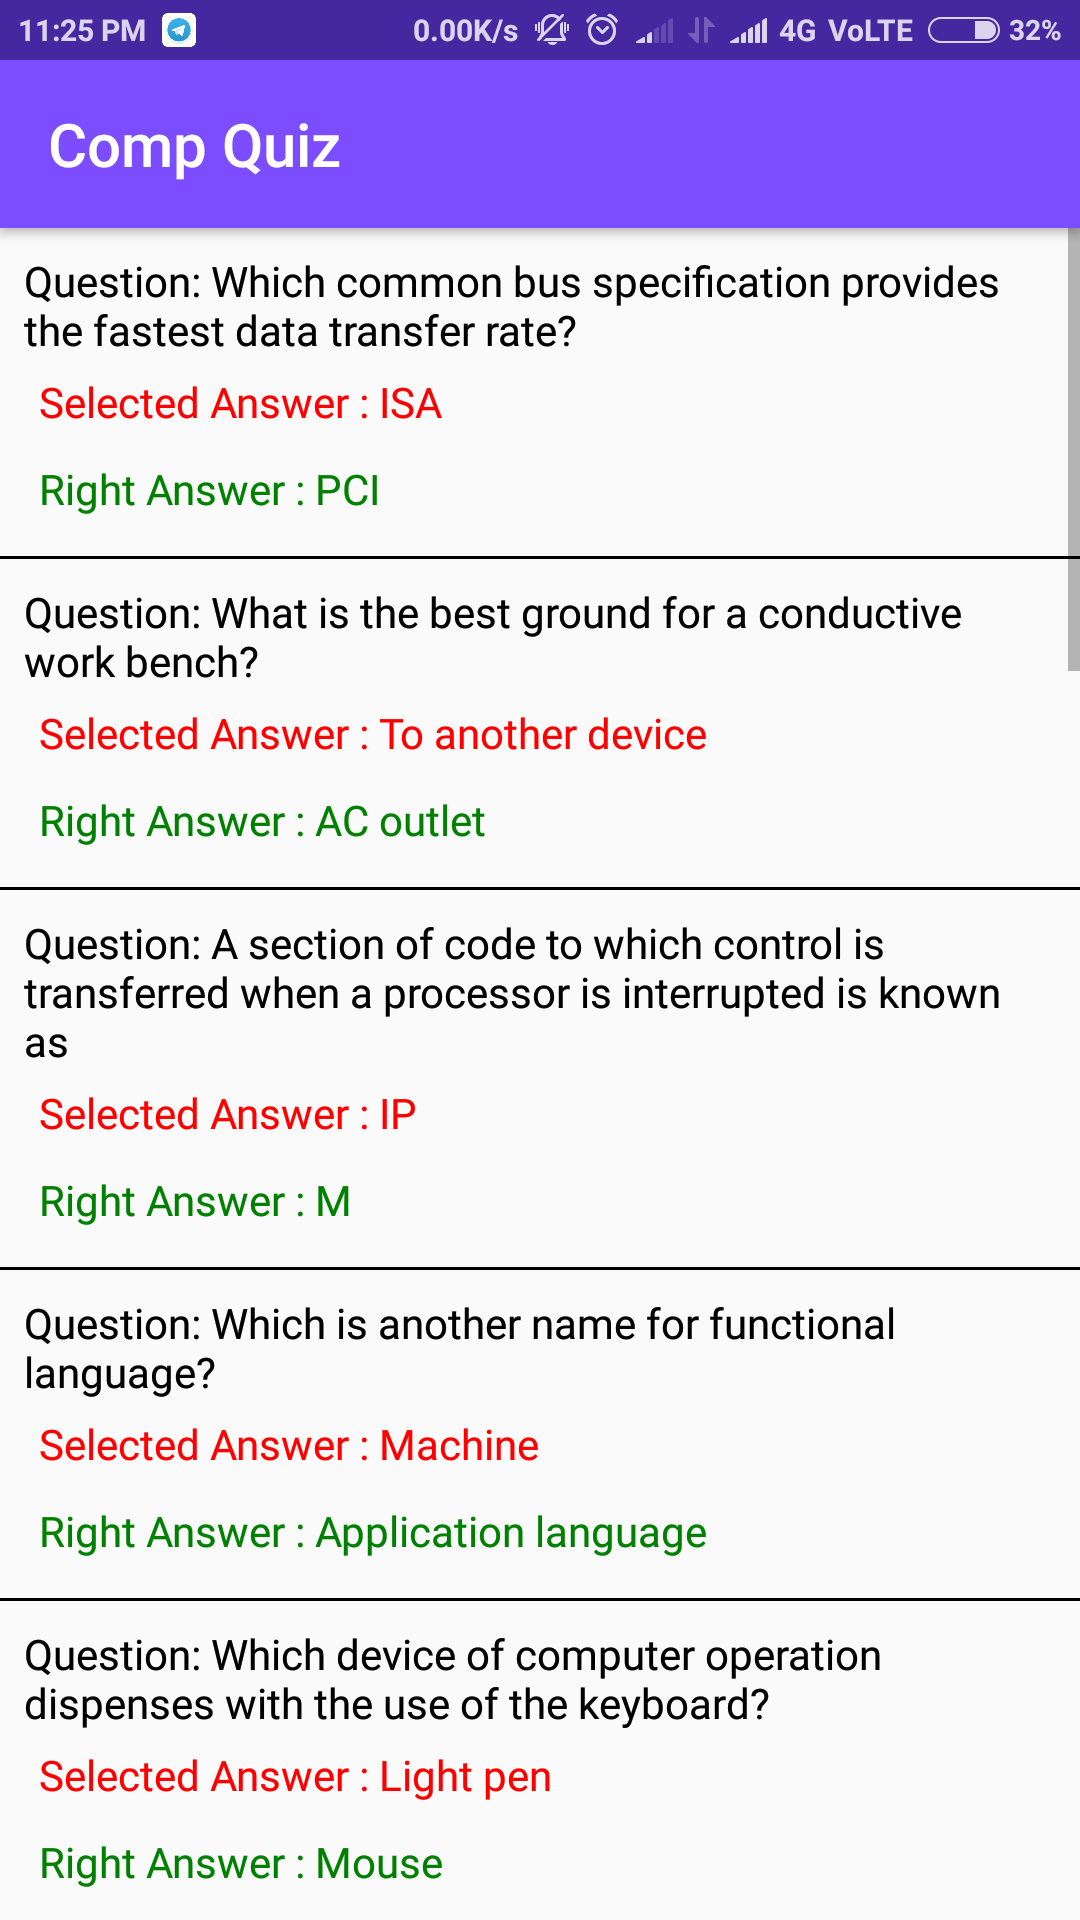 11:25 PM 0.00K/s 4G VoLTE 32%
Comp Quiz
Question: Which common bus specification provides
the fastest data transfer rate?
Selected Answer : ISA
Right Answer : PCI
Question: What is the best ground for a conductive
work bench?
Selected Answer : To another device
Right Answer : AC outlet
Question: A section of code to which control is
transferred when a processor is interrupted is known
as
Selected Answer : IP
Right Answer : M
Question: Which is another name for functional
language?
Selected Answer : Machine
Right Answer : Application language
Question: Which device of computer operation
dispenses with the use of the keyboard?
Selected Answer : Light pen
Right Answer : Mouse